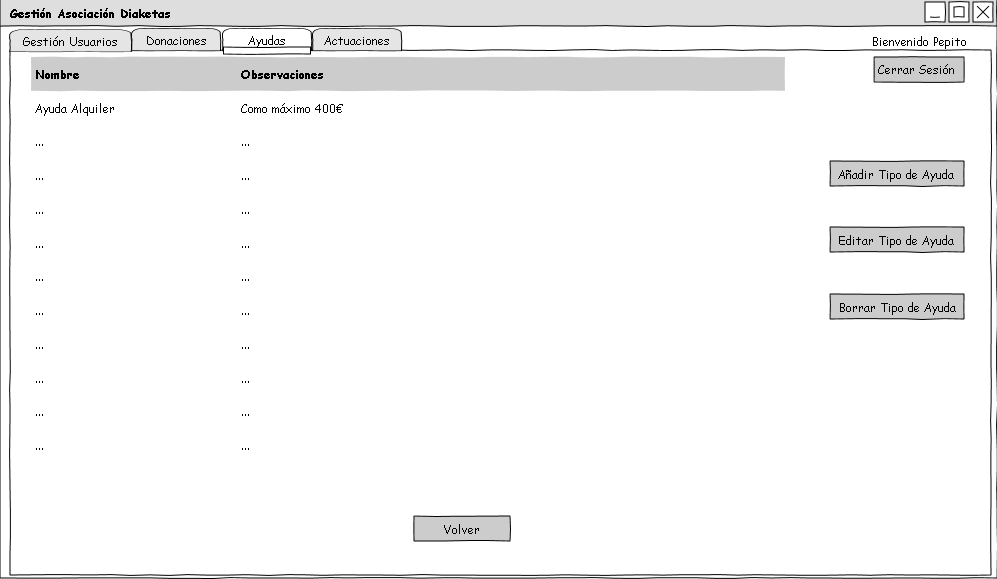 Gestión Asociación Diaketas
Gestión Usuarios Donaciones Ayudas Actuaciones
Bienvenido Pepito
Cerrar Sesión
Nombre Observaciones
Ayuda Alquiler Como máximo 400€
... ...
... ...
Añadir Tipo de Ayuda
... ...
... ...
Editar Tipo de Ayuda
... ...
... ...
Borrar Tipo de Ayuda
... ...
... ...
... ...
... ...
Volver